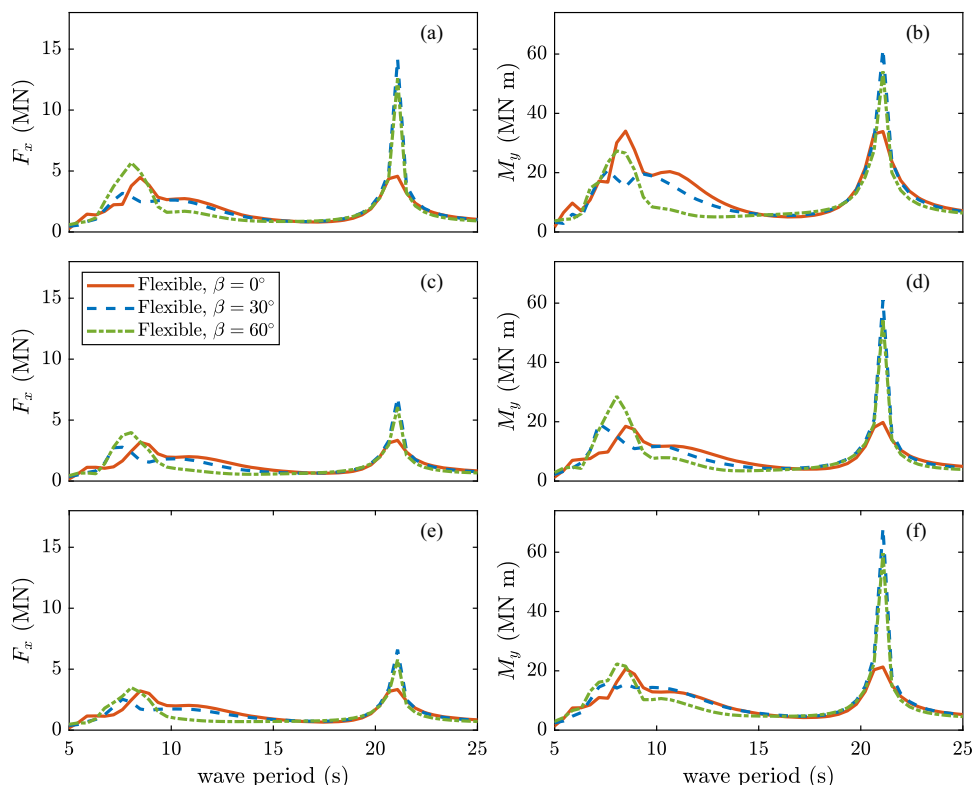 15
10
5
0
F_x (MN)
(a)
60
40
20
0
M_y (MN m)
(b)
15
10
5
0
F_x (MN)
(c)
Flexible, β = 0°
Flexible, β = 30°
Flexible, β = 60°
60
40
20
0
M_y (MN m)
(d)
15
10
5
0
F_x (MN)
(e)
5 10 15 20 25
wave period (s)
60
40
20
0
M_y (MN m)
(f)
5 10 15 20 25
wave period (s)